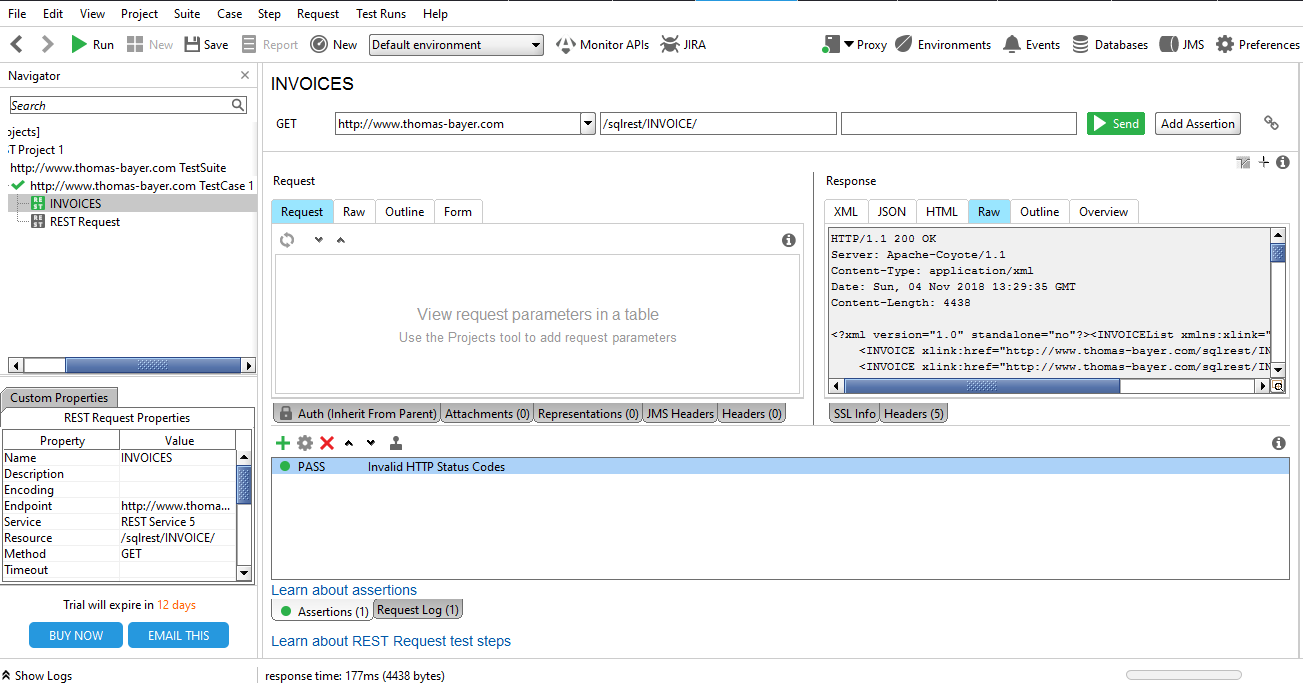 File Edit View Project Suite Case Step Request Test Runs Help
Run New Save Report New Default environment Monitor APIs JIRA Proxy Environments Events Databases JMS Preferences
Navigator
Search
ojects]
ST Project 1
http://www.thomas-bayer.com TestSuite
http://www.thomas-bayer.com TestCase 1
REST INVOICES
REST REST Request
Custom Properties
REST Request Properties
Property Value
Name INVOICES
Description
Encoding
Endpoint http://www.thoma...
Service REST Service 5
Resource /sqlrest/INVOICE/
Method GET
Timeout
Trial will expire in 12 days
BUY NOW EMAIL THIS
INVOICES
GET http://www.thomas-bayer.com /sqlrest/INVOICE/ Send Add Assertion
Request
Request Raw Outline Form
View request parameters in a table
Use the Projects tool to add request parameters
Auth (Inherit From Parent) Attachments (0) Representations (0) JMS Headers Headers (0)
Response
XML JSON HTML Raw Outline Overview
HTTP/1.1 200 OK
Server: Apache-Coyote/1.1
Content-Type: application/xml
Date: Sun, 04 Nov 2018 13:29:35 GMT
Content-Length: 4438
<?xml version="1.0" standalone="no"?><INVOICEList xmlns:xlink="
<INVOICE xlink:href="http://www.thomas-bayer.com/sqlrest/IN
<INVOICE xlink:href="http://www.thomas-bayer.com/sqlrest/IN
SSL Info Headers (5)
PASS Invalid HTTP Status Codes
Learn about assertions
Assertions (1) Request Log (1)
Learn about REST Request test steps
Show Logs response time: 177ms (4438 bytes)